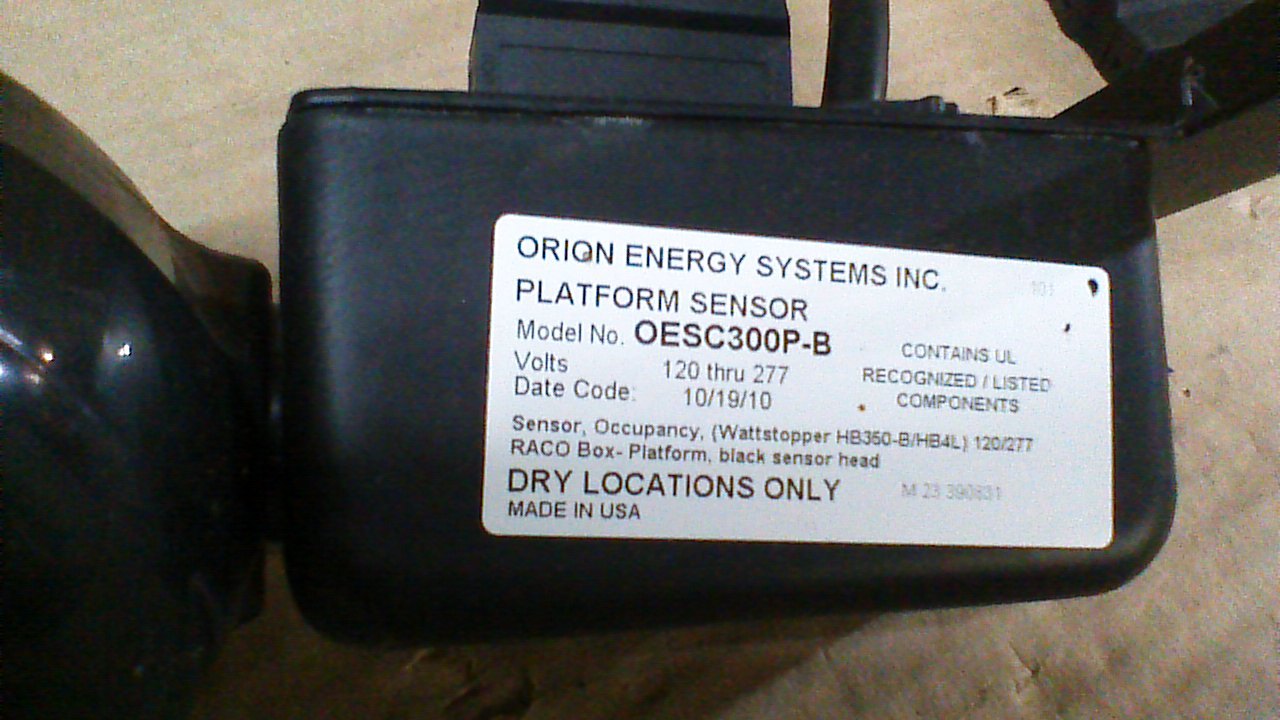 ORION ENERGY SYSTEMS INC.
101
PLATFORM SENSOR
Model No. OESC300P-B
Volts 120 thru 277
Date Code: 10/19/10
CONTAINS UL
RECOGNIZED / LISTED
COMPONENTS
Sensor, Occupancy, (Wattstopper HB350-B/HB4L) 120/277
RACO Box- Platform, black sensor head
DRY LOCATIONS ONLY
M 23 390831
MADE IN USA